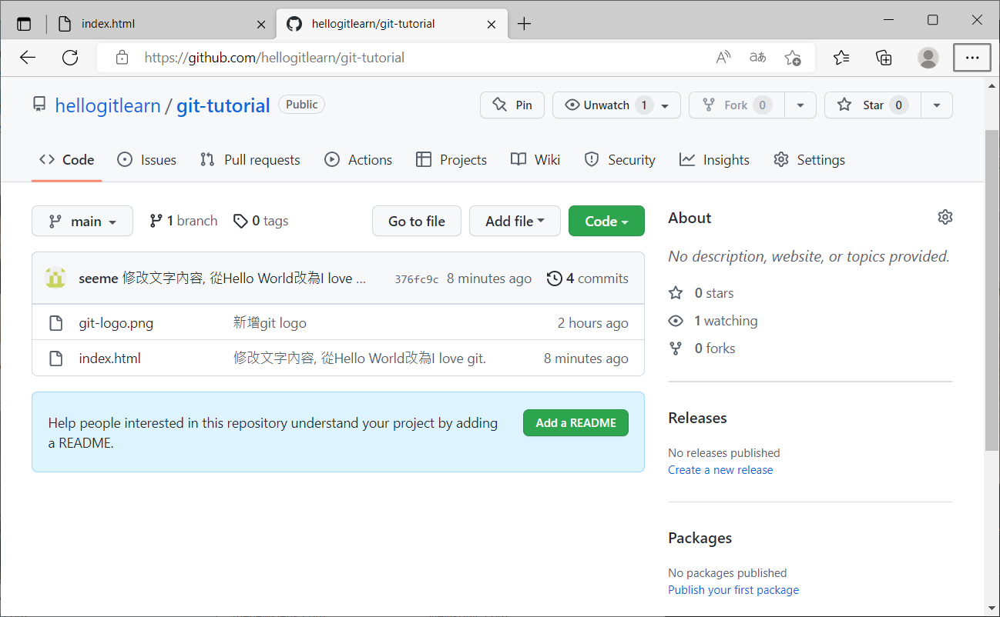 index.html
hellogitlearn/git-tutorial
https://github.com/hellogitlearn/git-tutorial
hellogitlearn / git-tutorial Public
Pin
Unwatch 1
Fork 0
Star 0
Code Issues Pull requests Actions Projects Wiki Security Insights Settings
main 1 branch 0 tags Go to file Add file Code
seeme 修改文字內容, 從Hello World改為I love ... 376fc9c 8 minutes ago 4 commits
git-logo.png 新增git logo 2 hours ago
index.html 修改文字內容, 從Hello World改為I love git. 8 minutes ago
Help people interested in this repository understand your project by adding
a README.
Add a README
About
No description, website, or topics provided.
0 stars
1 watching
0 forks
Releases
No releases published
Create a new release
Packages
No packages published
Publish your first package